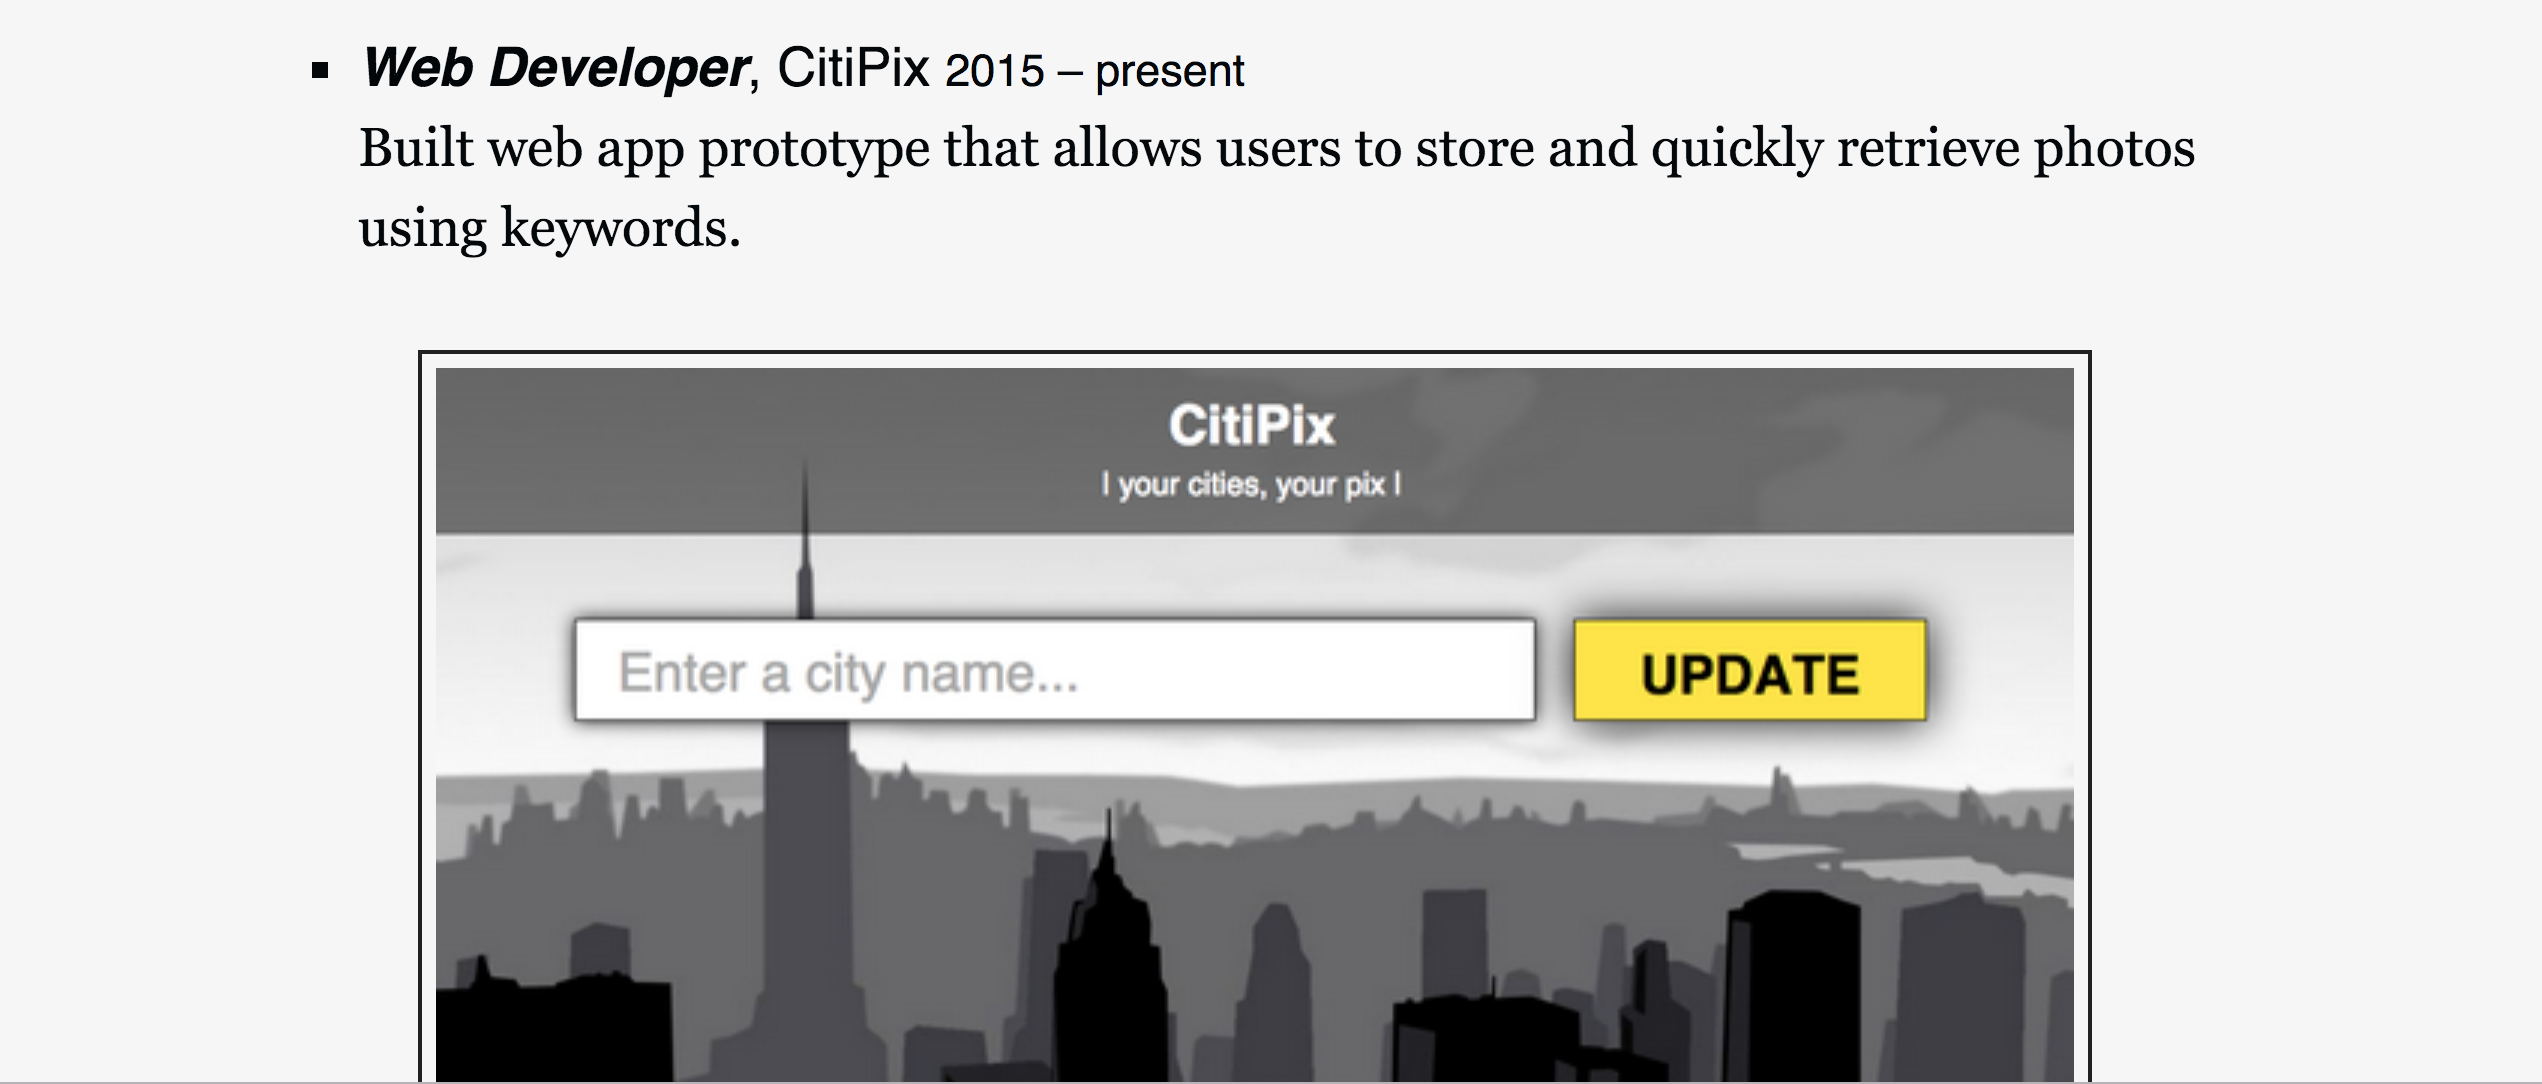 Web Developer, CitiPix 2015 – present
Built web app prototype that allows users to store and quickly retrieve photos
using keywords.
CitiPix
| your cities, your pix |
Enter a city name...
UPDATE